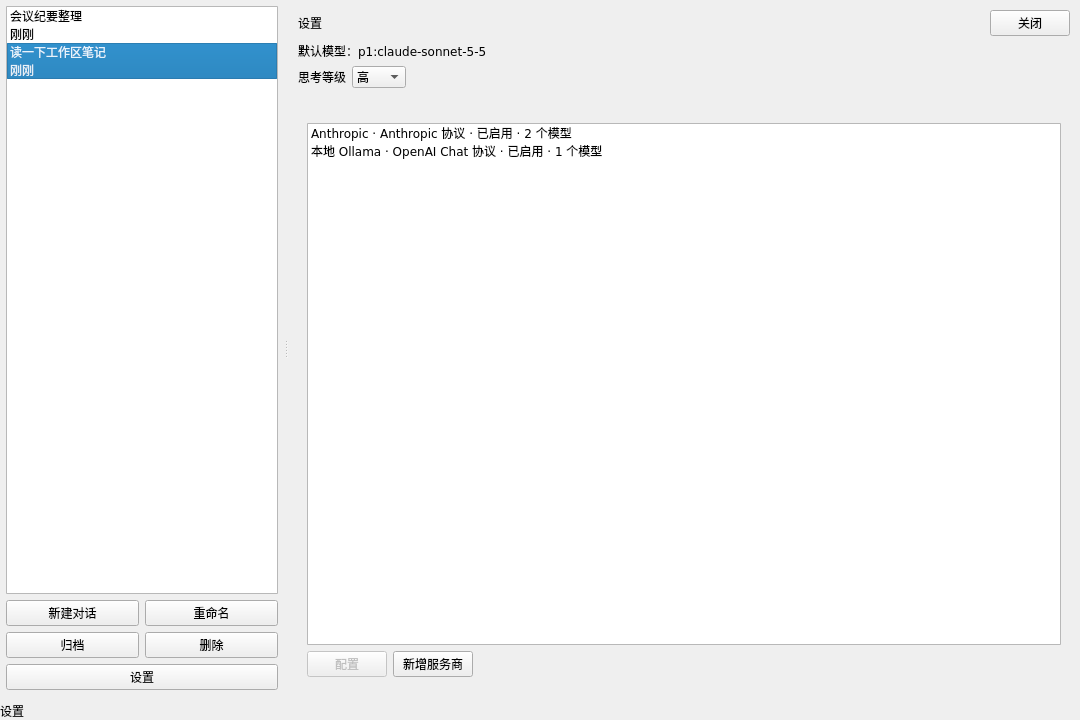 会议纪要整理
刚刚
读一下工作区笔记
刚刚
新建对话
重命名
归档
删除
设置
设置
关闭
默认模型: p1:claude-sonnet-5-5
思考等级 高
Anthropic · Anthropic 协议 · 已启用 · 2 个模型
本地 Ollama · OpenAI Chat 协议 · 已启用 · 1 个模型
配置
新增服务商
设置